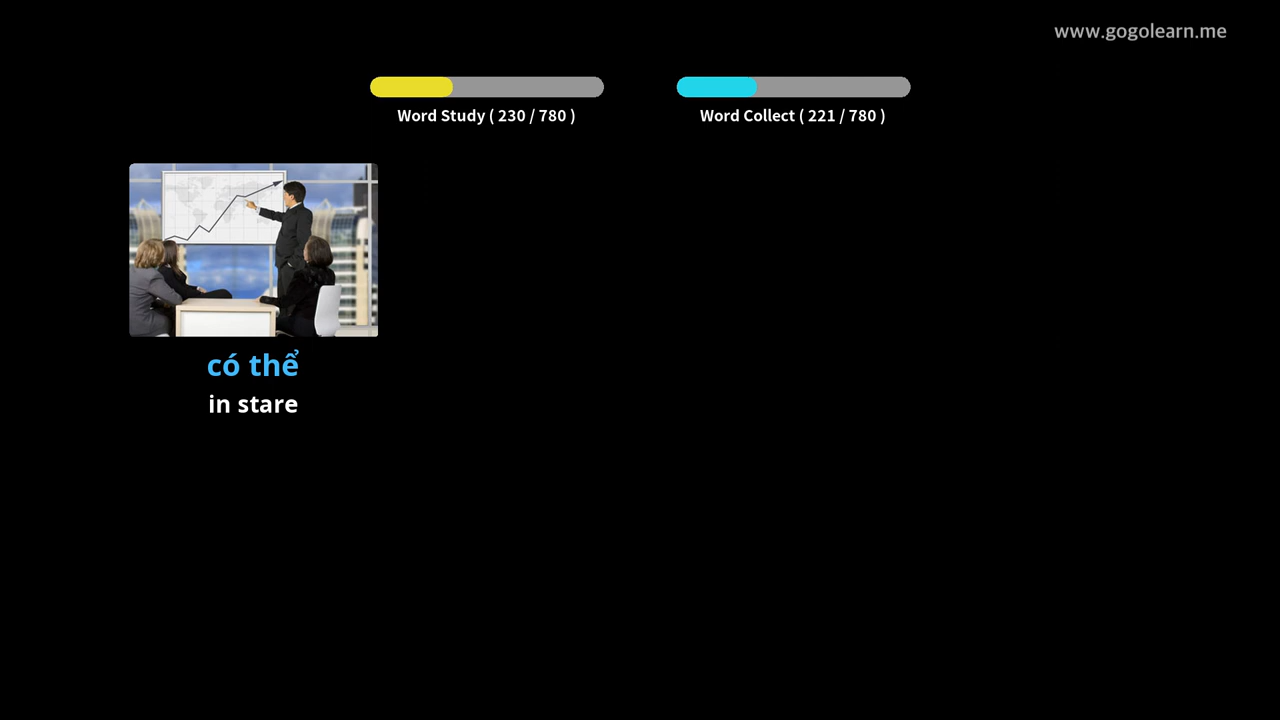 www.gogolearn.me
Word Study ( 230 / 780 )
Word Collect ( 221 / 780 )
có thể
in stare